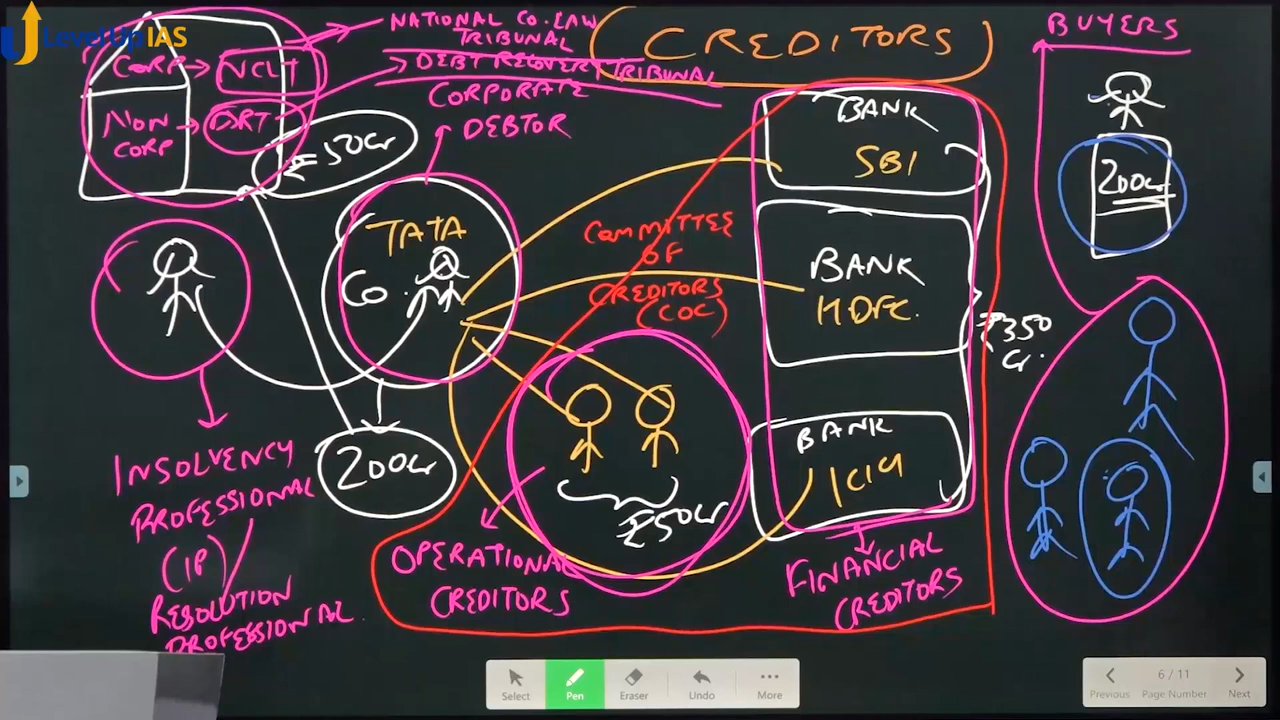 LevelUp IAS
CORP → NCLT
NON CORP → DRT
NATIONAL CO. LAW
TRIBUNAL
DEBT RECOVERY TRIBUNAL
CORPORATE
DEBTOR
₹50Cr
CREDITORS
BUYERS
BANK
SBI
200Cr
TATA
Co.
COMMITTEE
OF
CREDITORS
(COC)
BANK
HDFC.
₹350
Cr.
BANK
ICICI
200Cr
₹50Cr
INSOLVENCY
PROFESSIONAL
(IP)
RESOLUTION
PROFESSIONAL.
OPERATIONAL
CREDITORS
FINANCIAL
CREDITORS
Select
Pen
Eraser
Undo
More
Previous
6 / 11
Page Number
Next